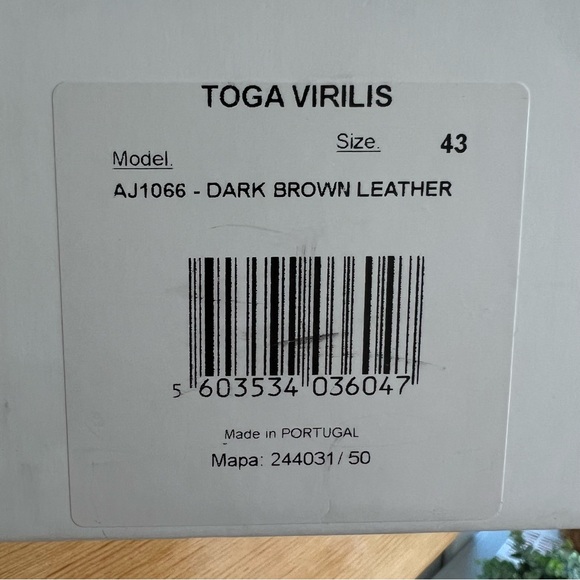 TOGA VIRILIS
Size. 43
Model.
AJ1066 - DARK BROWN LEATHER
5 603534 036047
Made in PORTUGAL
Mapa: 244031/ 50